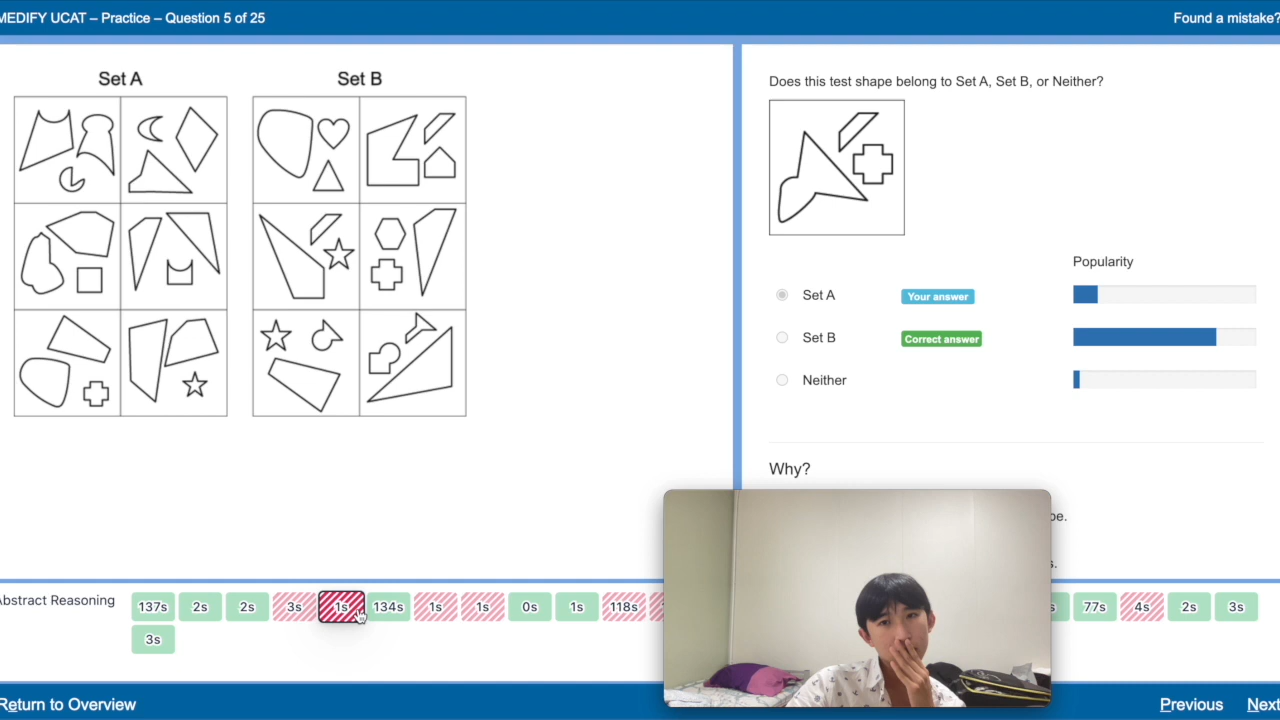 MEDIFY UCAT – Practice – Question 5 of 25
Found a mistake?
Set A
Set B
Does this test shape belong to Set A, Set B, or Neither?
Popularity
Set A
Your answer
Set B
Correct answer
Neither
Why?
pe.
s.
Abstract Reasoning
137s
2s
2s
3s
1s
134s
1s
1s
0s
1s
118s
s
77s
4s
2s
3s
3s
Return to Overview
Previous
Next